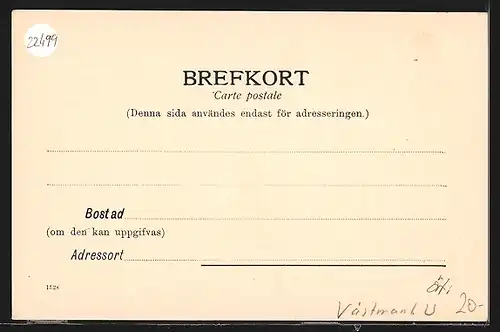 22499
BREFKORT
Carte postale
(Denna sida användes endast för adresseringen.)
Bostad
(om den kan uppgifvas)
Adressort
1528
Västmanl U 20-